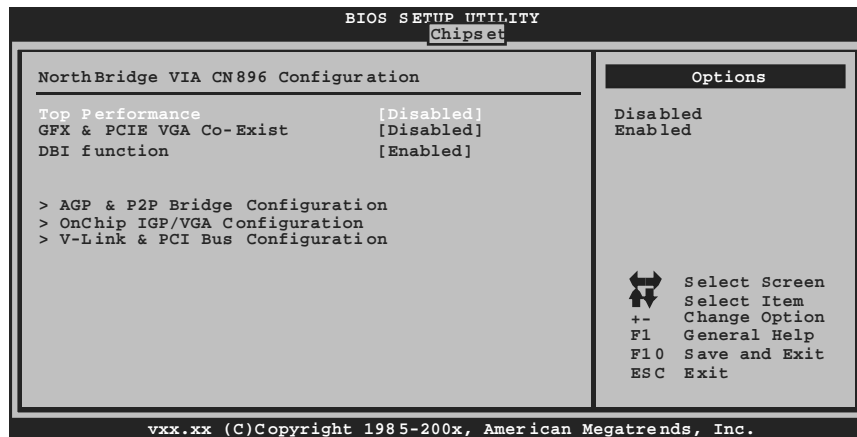 BIOS SETUP UTILITY
Chipset
NorthBridge VIA CN896 Configuration
Top Performance [Disabled]
GFX & PCIE VGA Co-Exist [Disabled]
DBI function [Enabled]
> AGP & P2P Bridge Configuration
> OnChip IGP/VGA Configuration
> V-Link & PCI Bus Configuration
Options
Disabled
Enabled
Select Screen
Select Item
+- Change Option
F1 General Help
F10 Save and Exit
ESC Exit
vxx.xx (C)Copyright 1985-200x, American Megatrends, Inc.